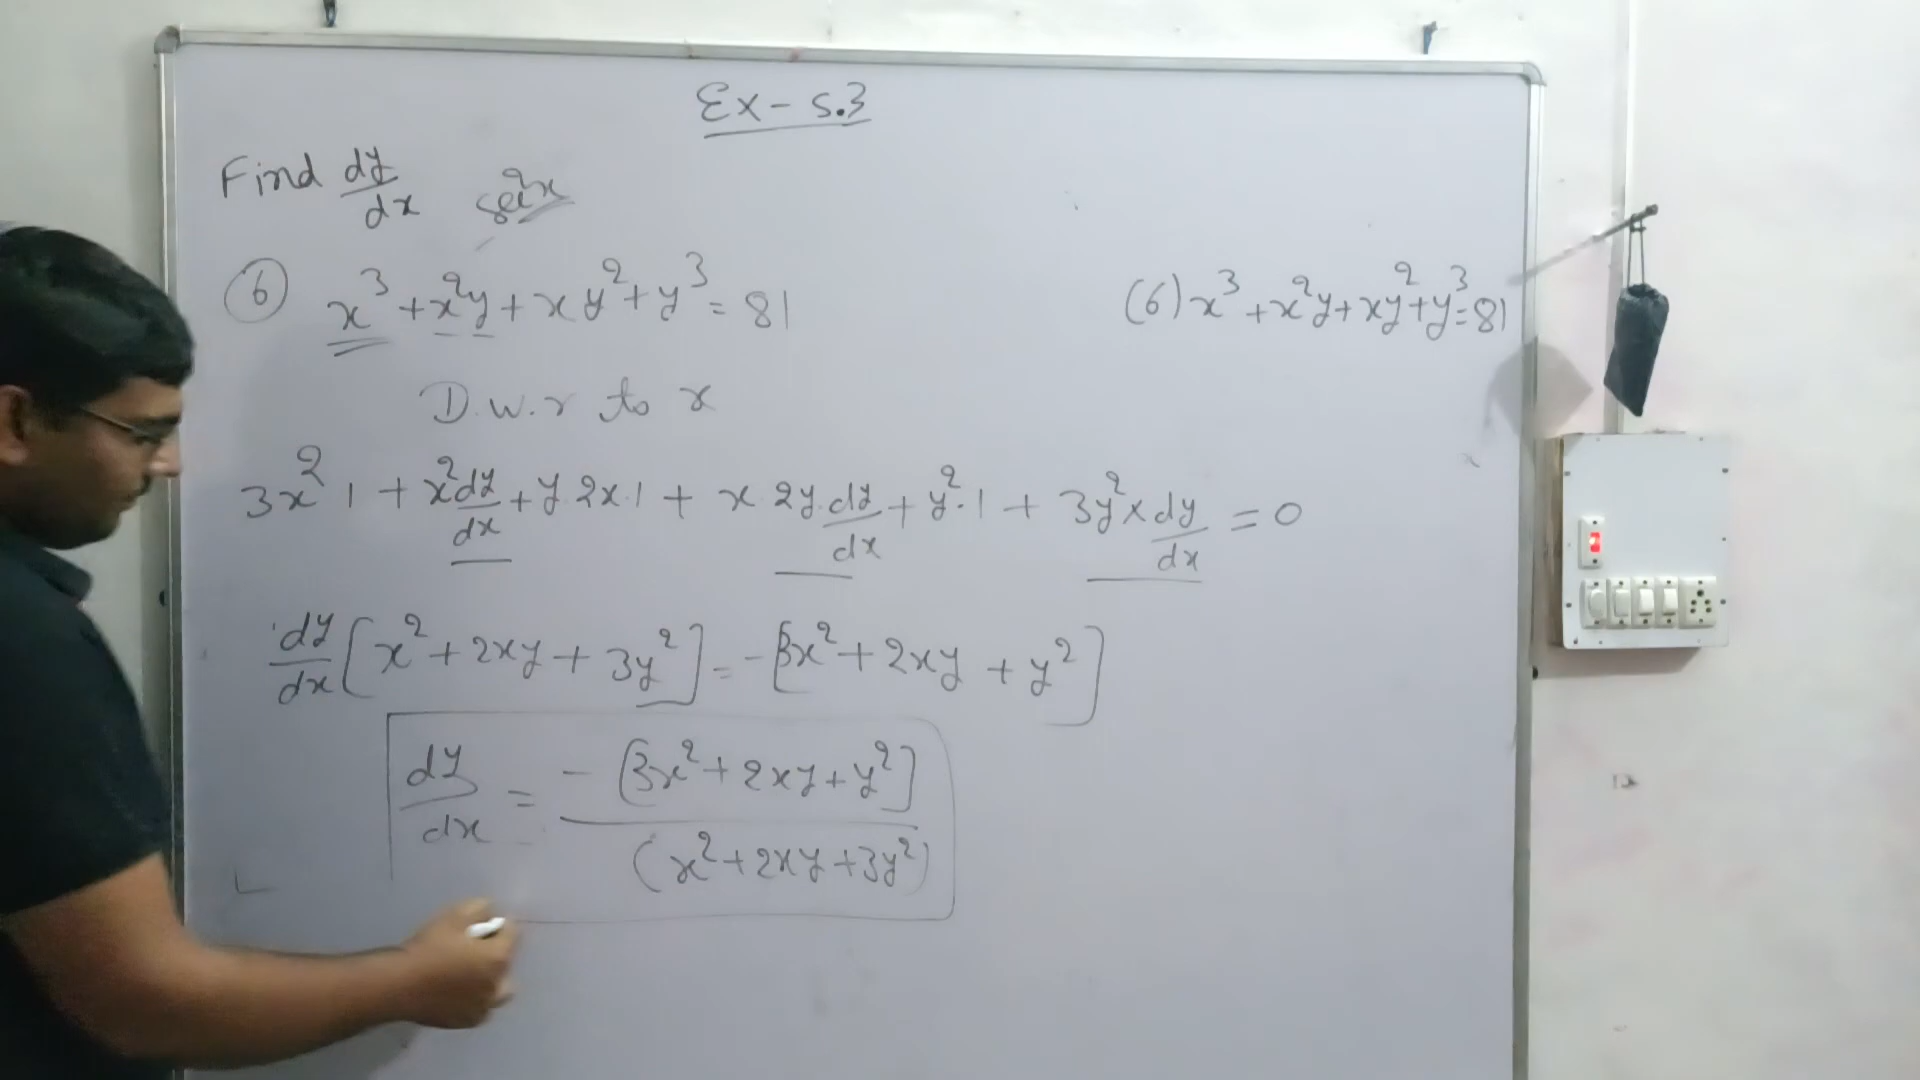 Ex - 5.3
Find dy/dx sec²x
(6) x³ + x²y + xy² + y³ = 81
(6) x³ + x²y + xy² + y³ = 81
D.w.r to x
3x² 1 + x² dy/dx + y 2x.1 + x 2y.dy/dx + y².1 + 3y² × dy/dx = 0
dy/dx [x² + 2xy + 3y²] = -[3x² + 2xy + y²]
dy/dx = -[3x² + 2xy + y²] / (x² + 2xy + 3y²)